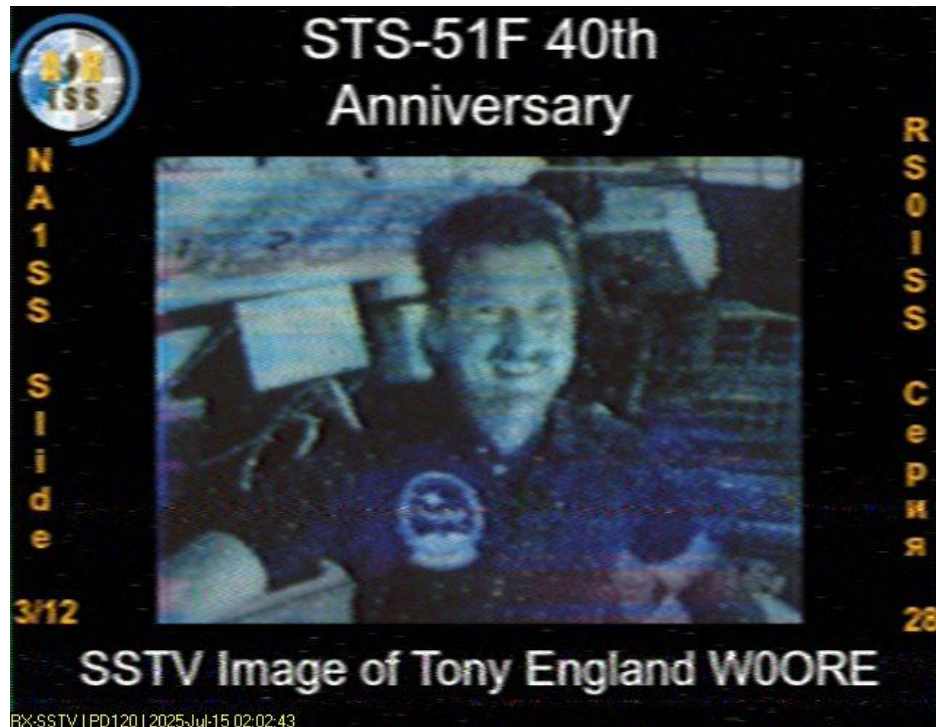 STS-51F 40th
Anniversary
ARISS
NA1SS Slide
3/12
RS0ISS Серия
28
SSTV Image of Tony England W0ORE
RX-SSTV | PD120 | 2025-Jul-15 02:02:43